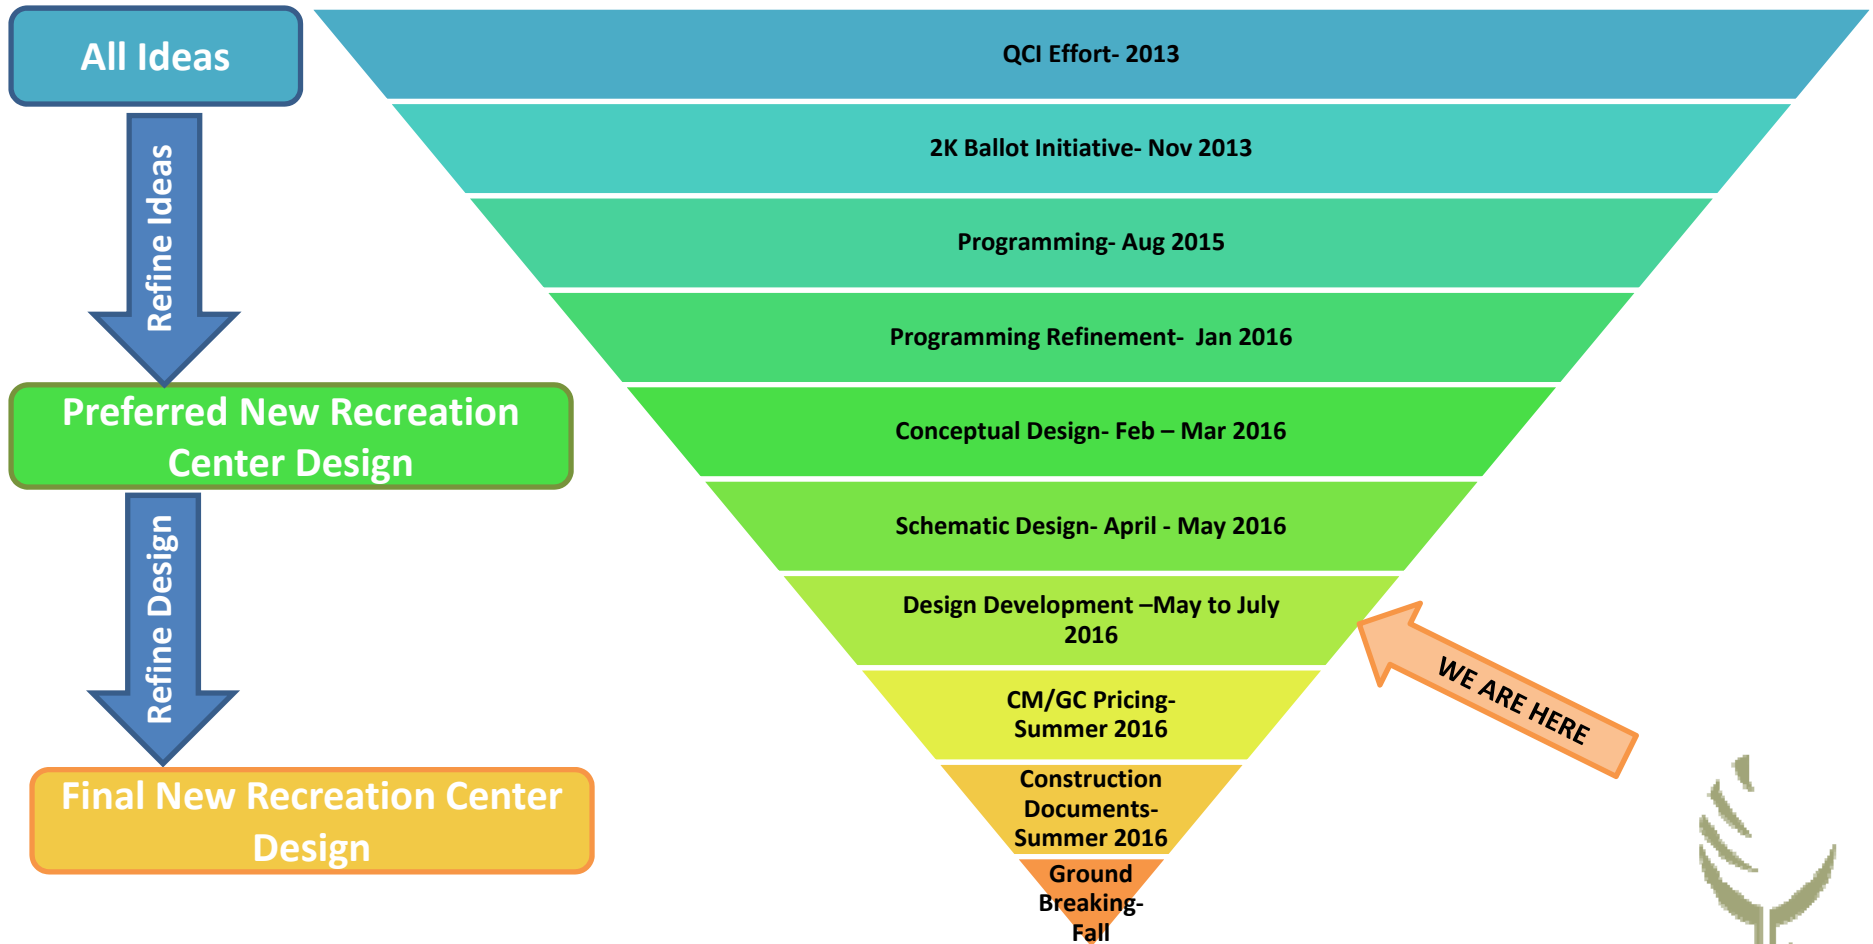 All Ideas
Refine Ideas
Preferred New Recreation
Center Design
Refine Design
Final New Recreation Center
Design
QCI Effort- 2013
2K Ballot Initiative- Nov 2013
Programming- Aug 2015
Programming Refinement-  Jan 2016
Conceptual Design- Feb – Mar 2016
Schematic Design- April - May 2016
Design Development –May to July
2016
CM/GC Pricing-
Summer 2016
Construction
Documents-
Summer 2016
Ground
Breaking-
Fall
WE ARE HERE